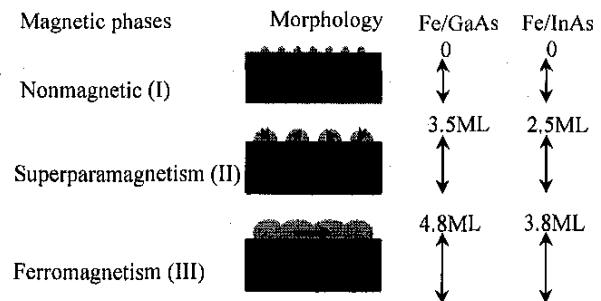 Magnetic phases Morphology Fe/GaAs Fe/InAs
0 0
Nonmagnetic (I)
3.5ML 2.5ML
Superparamagnetism (II)
4.8ML 3.8ML
Ferromagnetism (III)